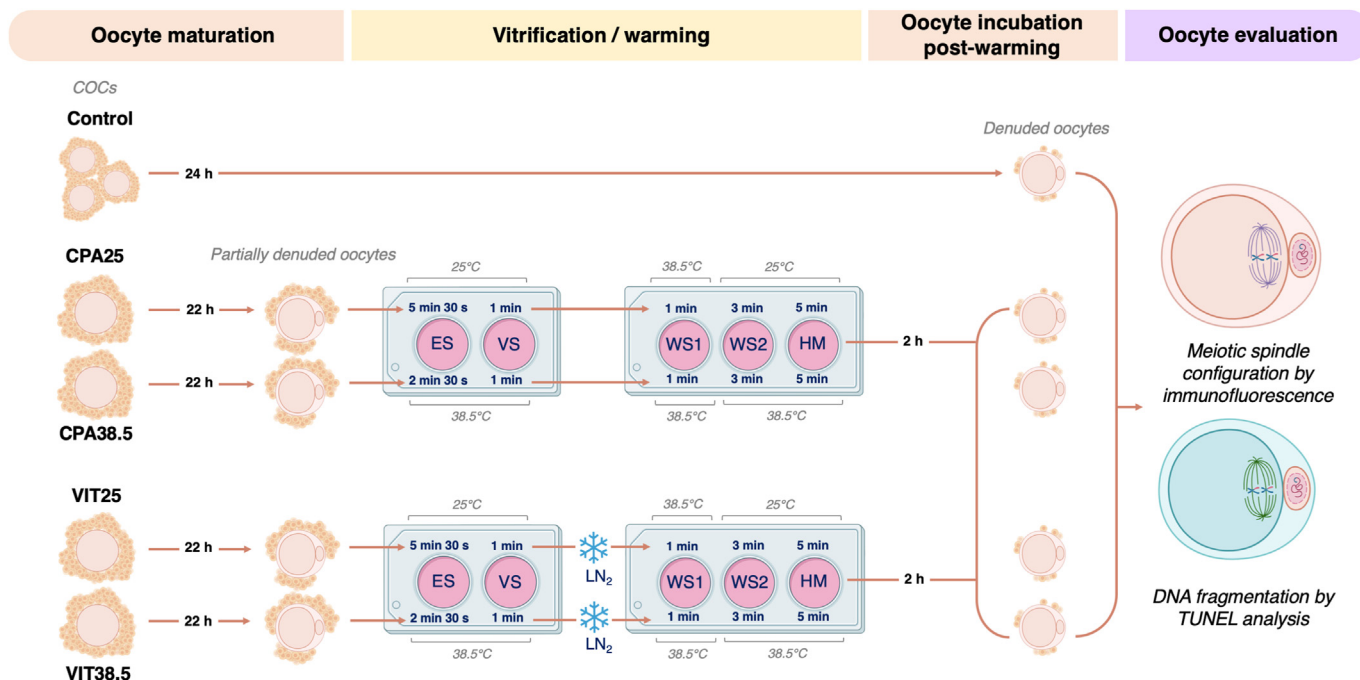 Oocyte maturation
Vitrification / warming
Oocyte incubation
post-warming
Oocyte evaluation
COCs
Control
24 h
Denuded oocytes
CPA25
Partially denuded oocytes
25°C
38.5°C
25°C
22 h
5 min 30 s
1 min
1 min
3 min
5 min
ES
VS
WS1
WS2
HM
2 h
22 h
2 min 30 s
1 min
1 min
3 min
5 min
38.5°C
38.5°C
38.5°C
CPA38.5
Meiotic spindle
configuration by
immunofluorescence
VIT25
25°C
38.5°C
25°C
22 h
5 min 30 s
1 min
LN2
1 min
3 min
5 min
ES
VS
WS1
WS2
HM
2 h
22 h
2 min 30 s
1 min
LN2
1 min
3 min
5 min
38.5°C
38.5°C
38.5°C
VIT38.5
DNA fragmentation by
TUNEL analysis